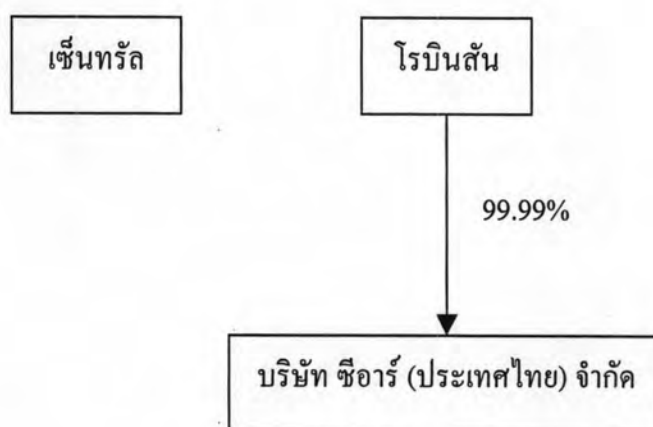 เซ็นทรัล
โรบินสัน
99.99%
บริษัท ซีอาร์ (ประเทศไทย) จำกัด